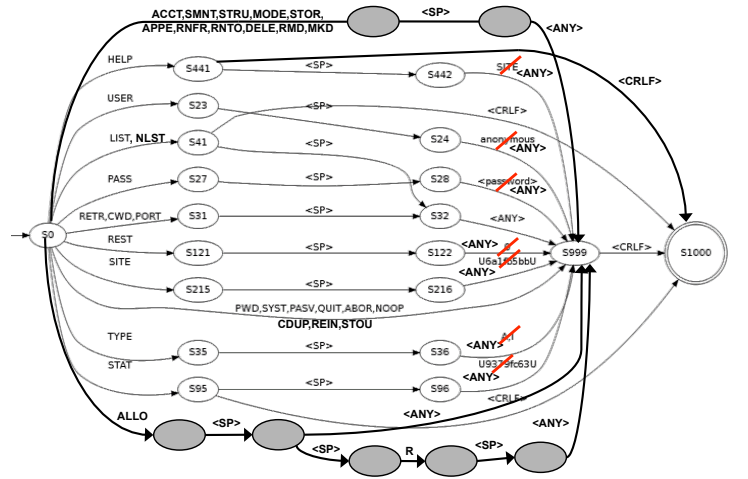 ACCT,SMNT,STRU,MODE,STOR,
APPE,RNFR,RNTO,DELE,RMD,MKD
<SP>
<ANY>
HELP
S441
<SP>
S442
SITE
<ANY>
<CRLF>
USER
S23
<SP>
<CRLF>
LIST, NLST
S41
<SP>
S24
anonymous
<ANY>
PASS
S27
<SP>
S28
<password>
<ANY>
S0
RETR,CWD,PORT
S31
<SP>
S32
<ANY>
REST
S121
<SP>
S122
<ANY>
S999
<CRLF>
S1000
SITE
S215
<SP>
S216
<ANY>
PWD,SYST,PASV,QUIT,ABOR,NOOP
CDUP,REIN,STOU
TYPE
S35
<SP>
S36
<ANY>
A,I
STAT
S95
<SP>
S96
<ANY>
<CRLF>
ALLO
<SP>
<ANY>
<SP>
R
<SP>
<ANY>